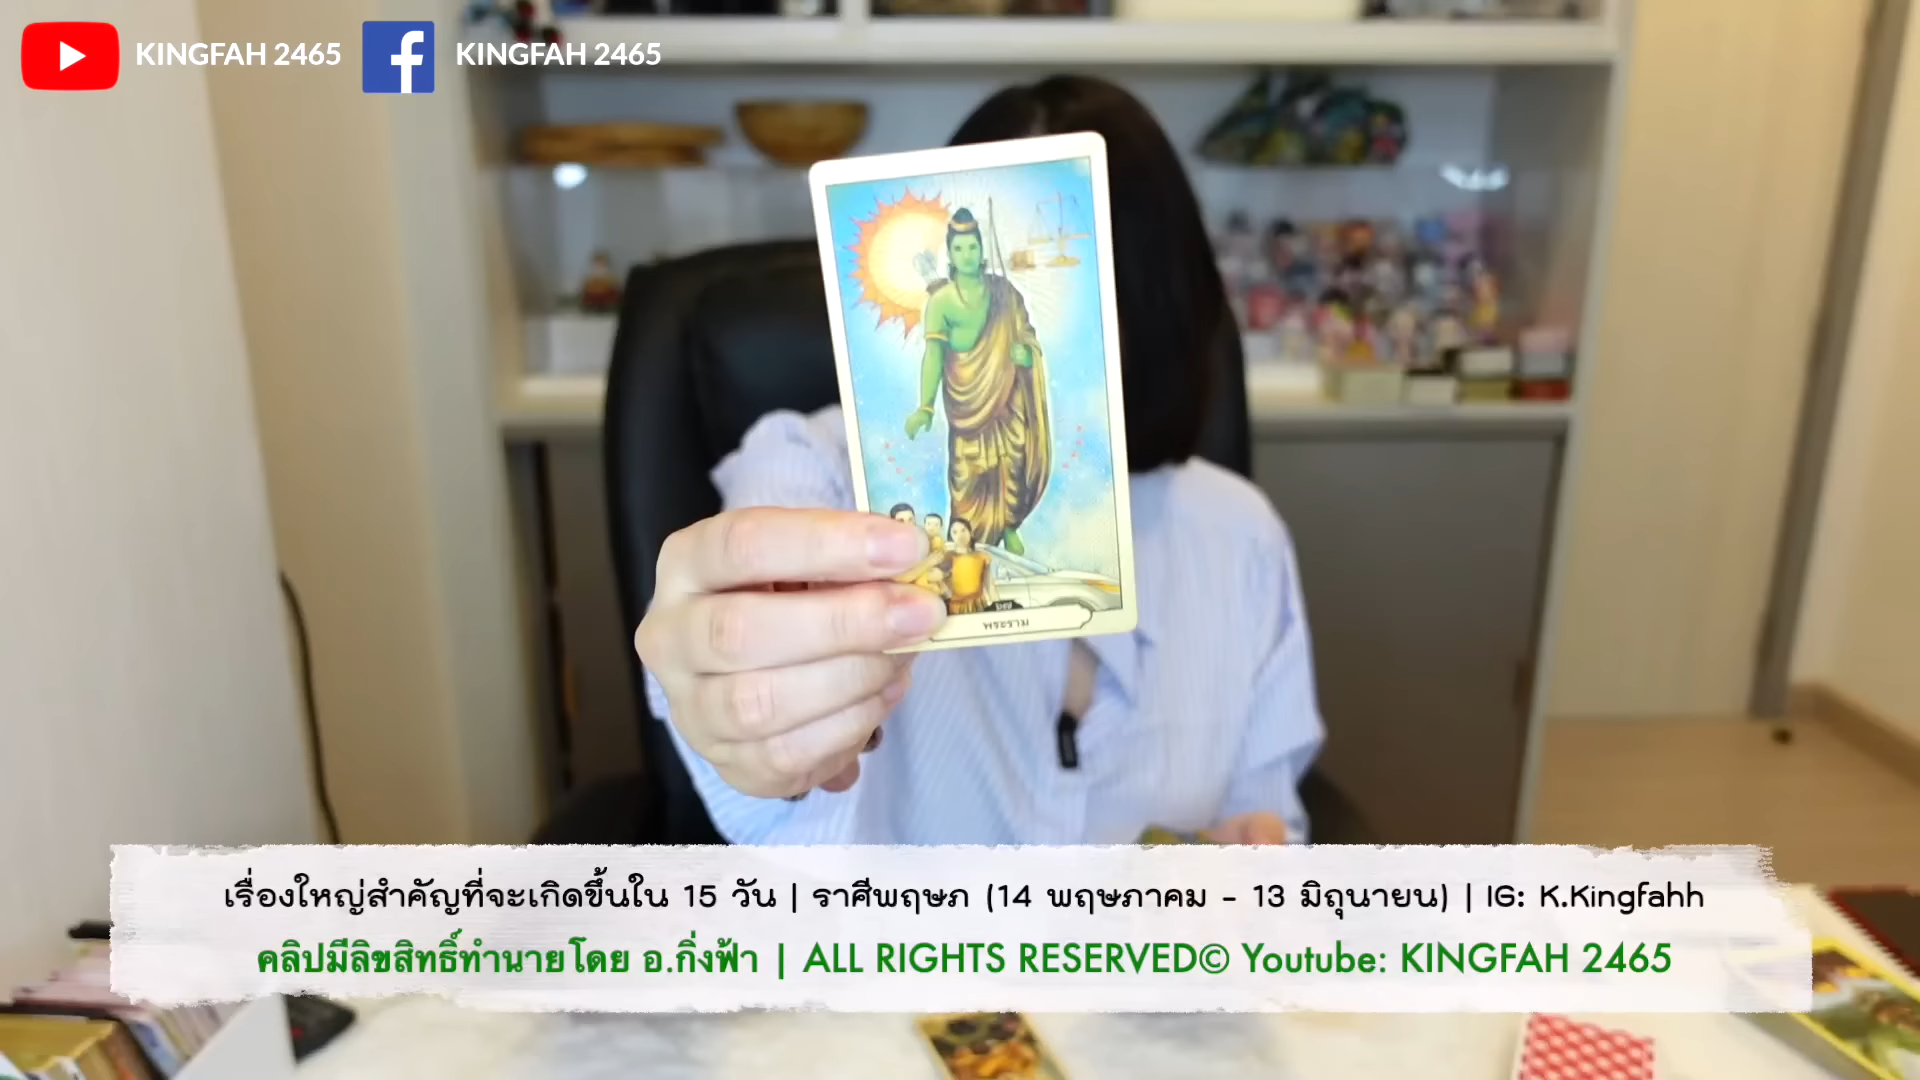 KINGFAH 2465 KINGFAH 2465
พระราม
เรื่องใหญ่สำคัญที่จะเกิดขึ้นใน 15 วัน | ราศีพฤษภ (14 พฤษภาคม - 13 มิถุนายน) | IG: K.Kingfahh
คลิปมีลิขสิทธิ์ทำนายโดย อ.กิ่งฟ้า | ALL RIGHTS RESERVED© Youtube: KINGFAH 2465